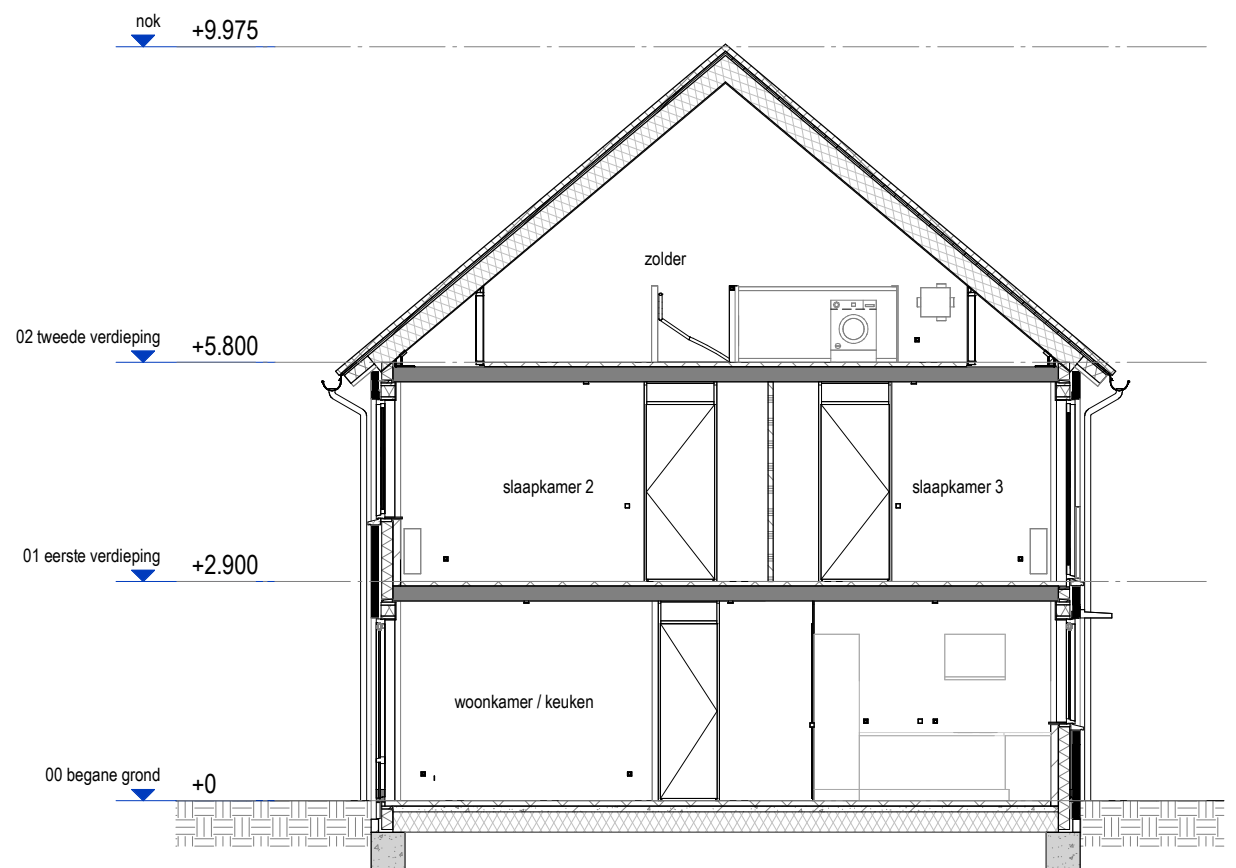 nok
+9.975
zolder
02 tweede verdieping
+5.800
slaapkamer 2
slaapkamer 3
01 eerste verdieping
+2.900
woonkamer / keuken
00 begane grond
+0